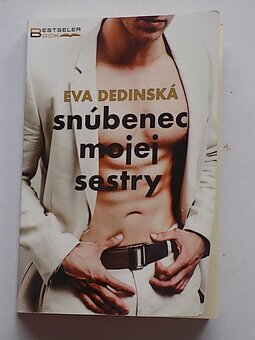 BESTSELER
BOOK
EVA DEDINSKÁ
snúbenec
mojej
sestry